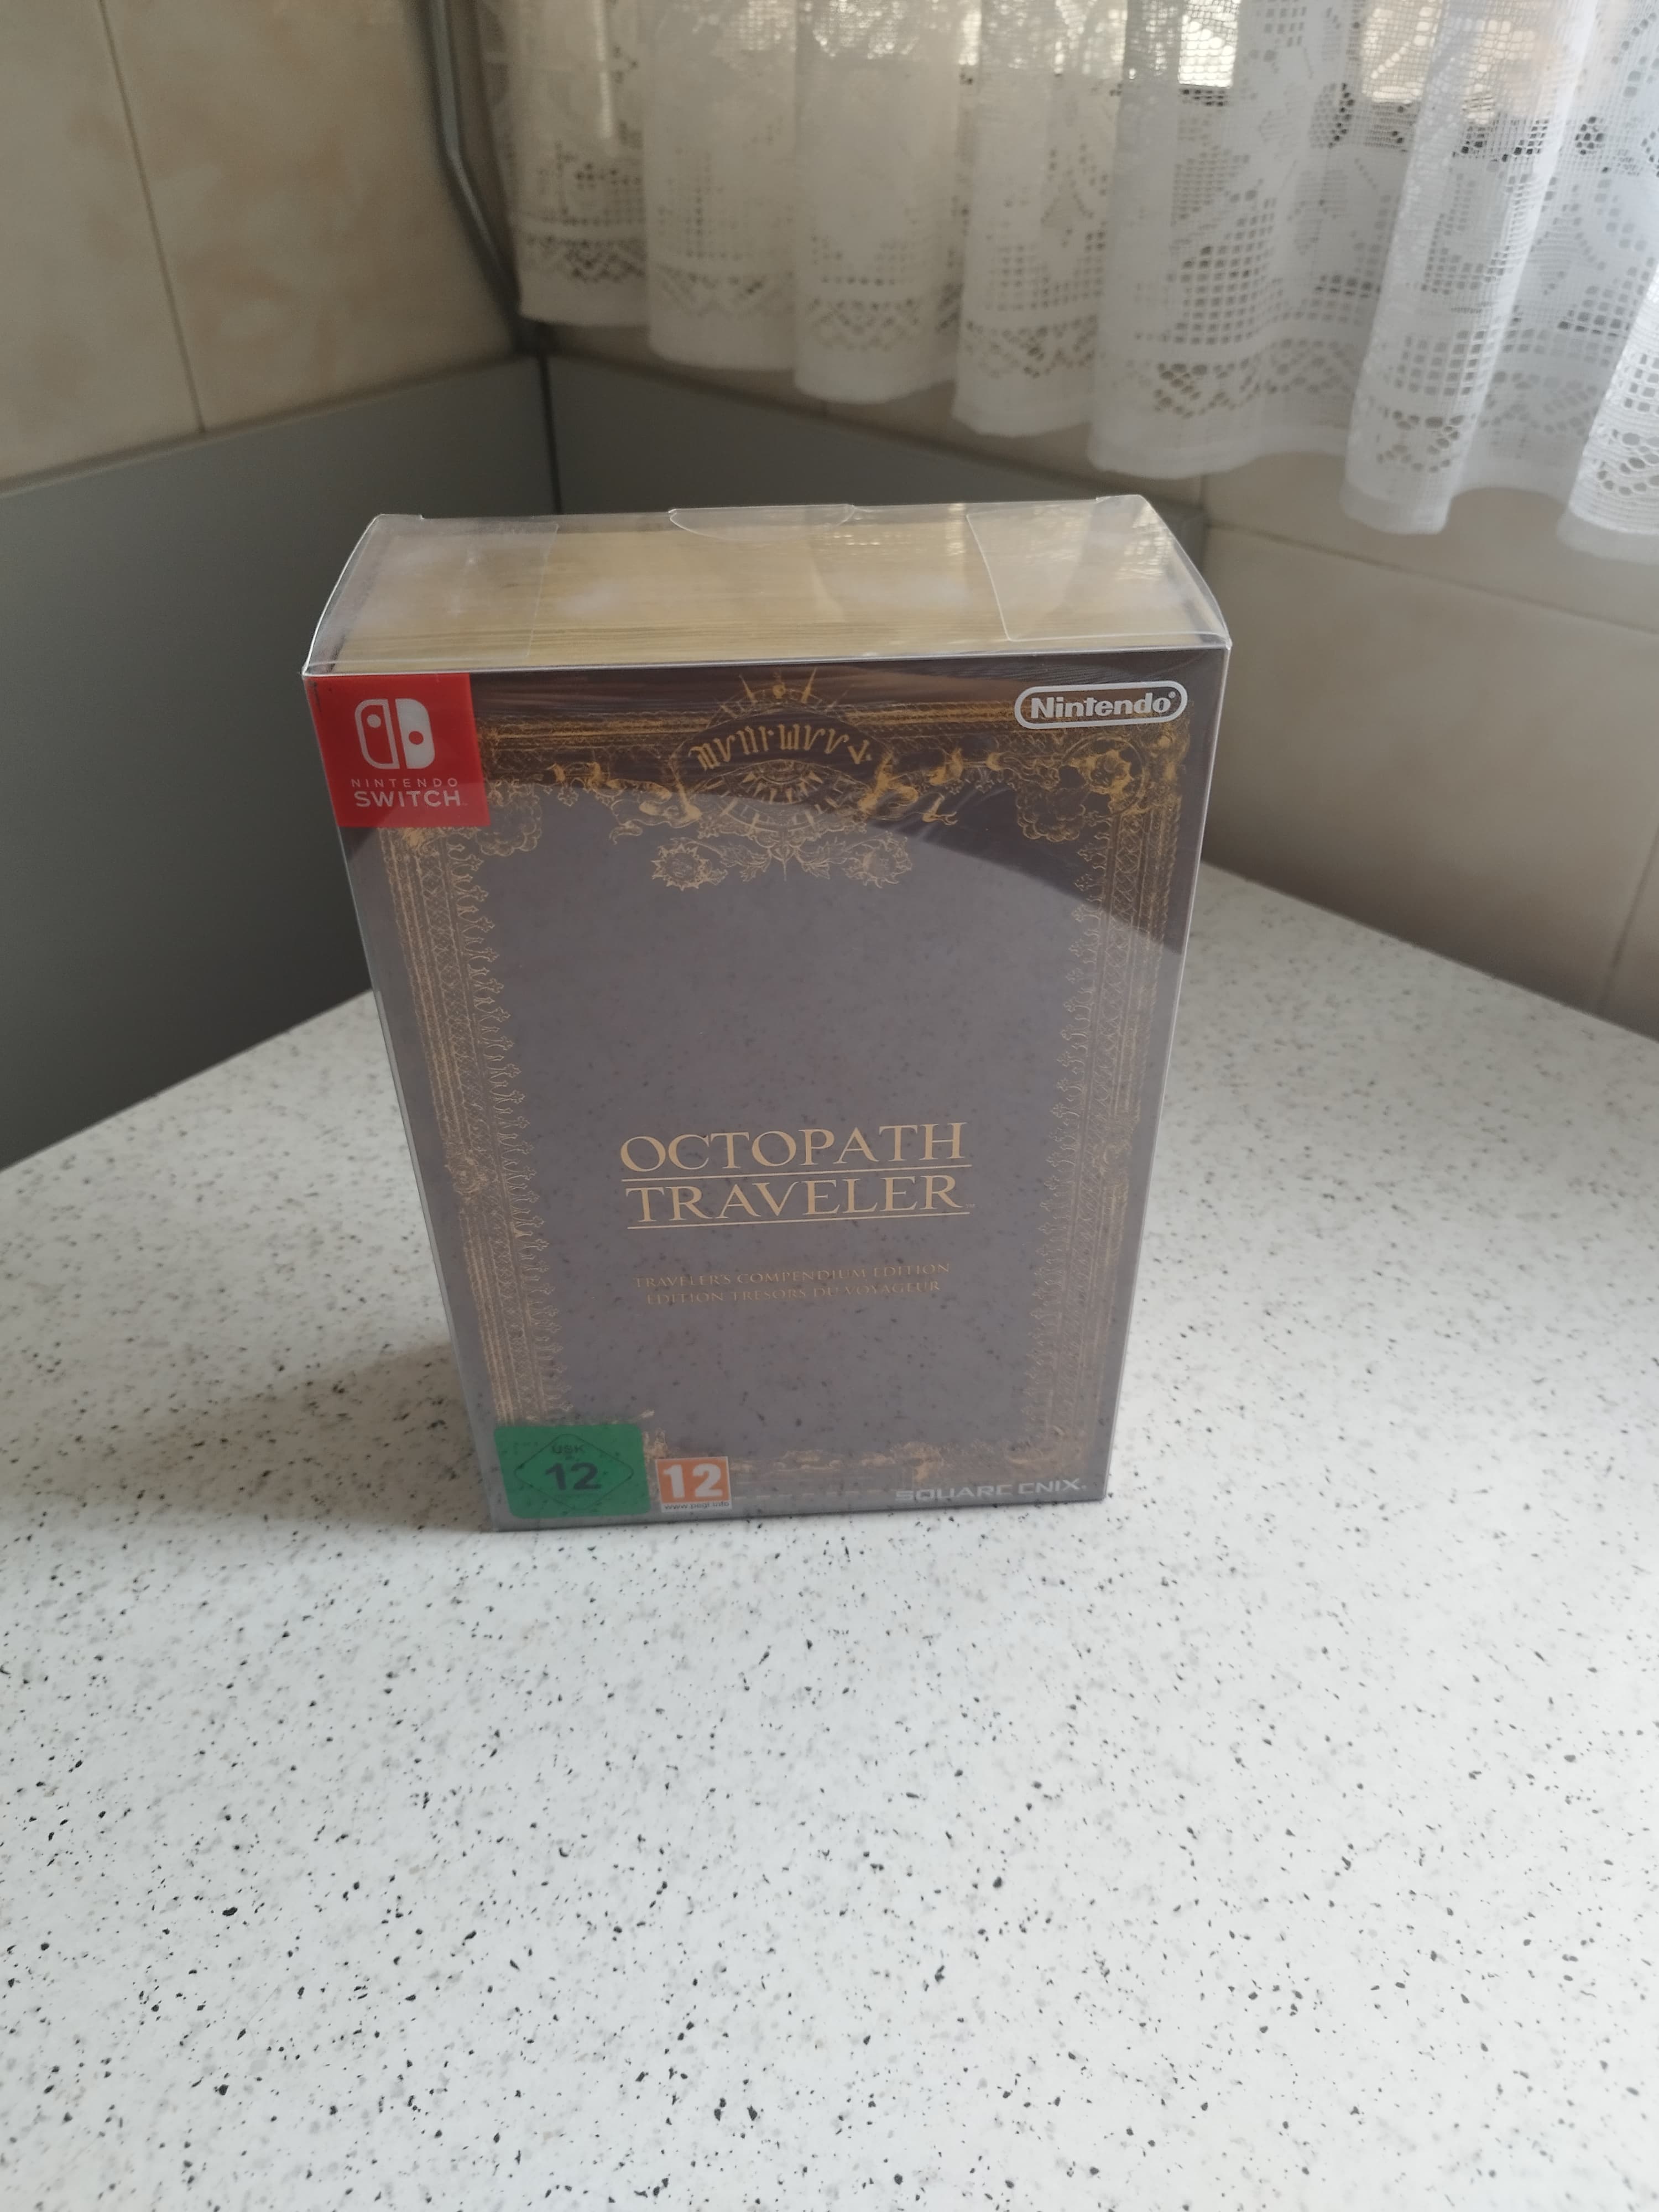 NINTENDO
SWITCH
Nintendo®
OCTOPATH
TRAVELER
TRAVELER'S COMPENDIUM EDITION
ÉDITION TRÉSORS DU VOYAGEUR
USK
12
12
www.pegi.info
SQUARE ENIX®